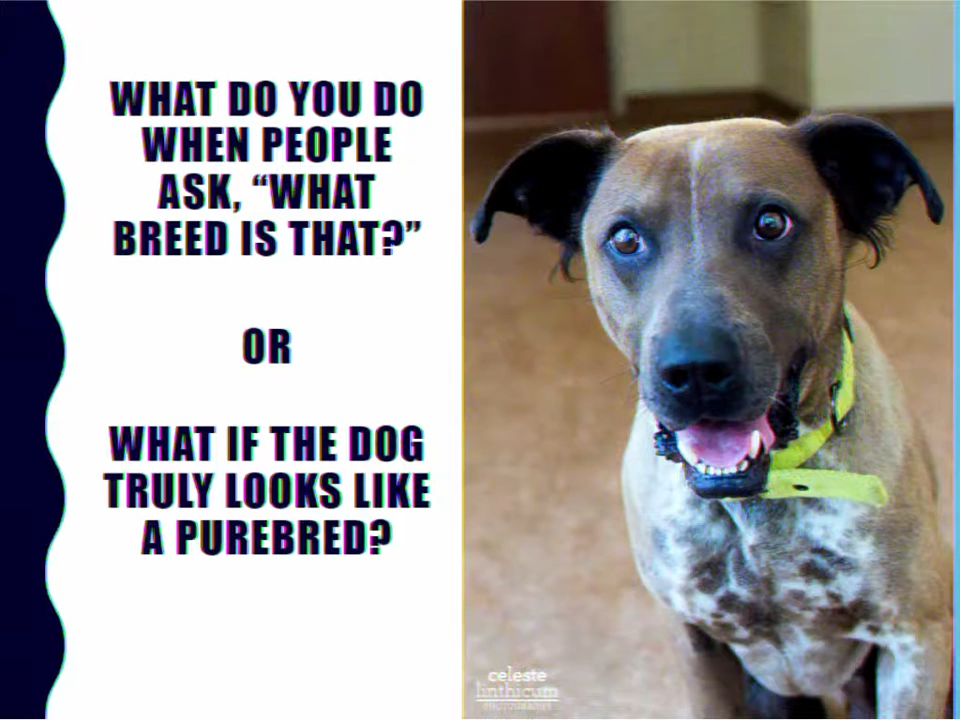 WHAT DO YOU DO
WHEN PEOPLE
ASK, “WHAT
BREED IS THAT?”
OR
WHAT IF THE DOG
TRULY LOOKS LIKE
A PUREBRED?
celeste
linthicum
PHOTOGRAPHY